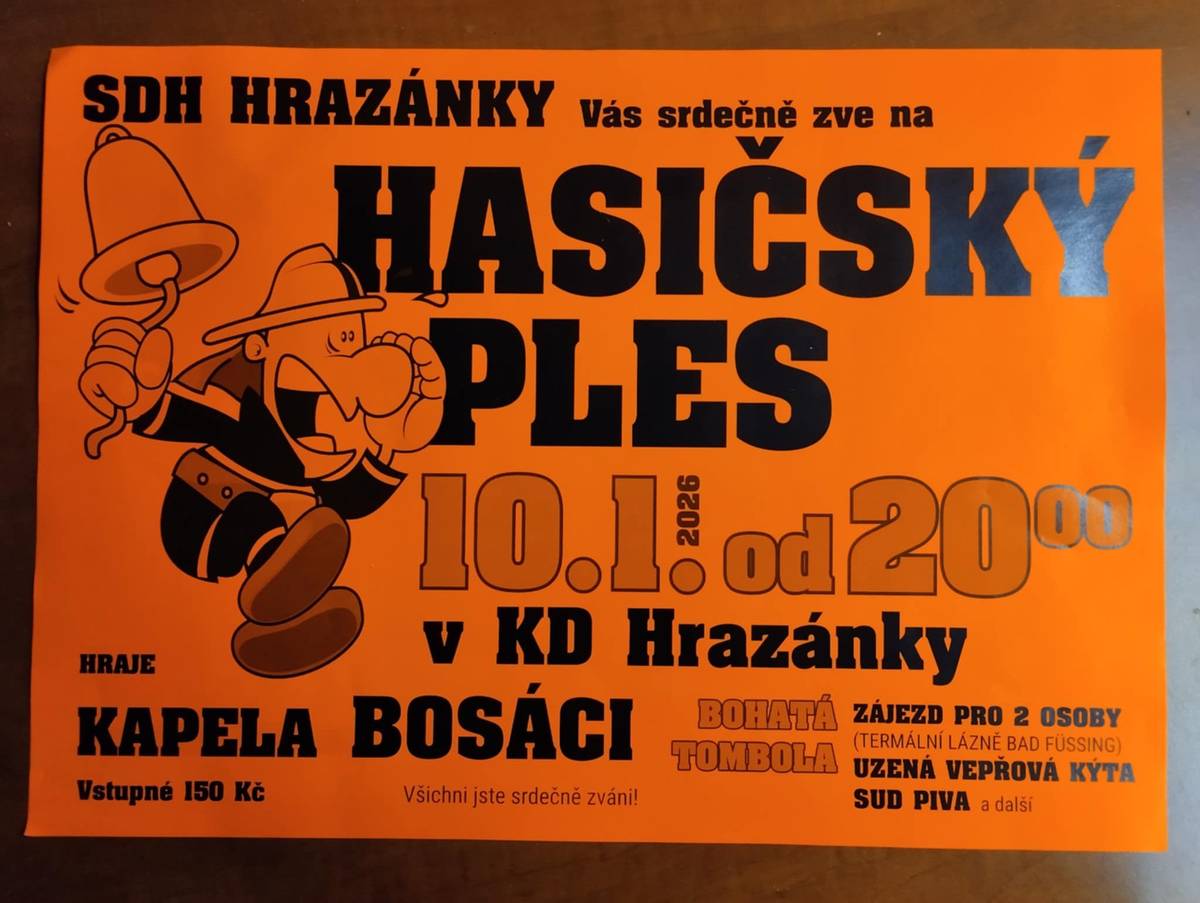 SDH HRAZÁNKY Vás srdečně zve na
HASIČSKÝ
PLES
10.1. 2026 od 20⁰⁰
v KD Hrazánky
HRAJE
KAPELA BOSÁCI
Vstupné 150 Kč
Všichni jste srdečně zváni!
BOHATÁ
TOMBOLA
ZÁJEZD PRO 2 OSOBY
(TERMÁLNÍ LÁZNĚ BAD FÜSSING)
UZENÁ VEPŘOVÁ KÝTA
SUD PIVA a další